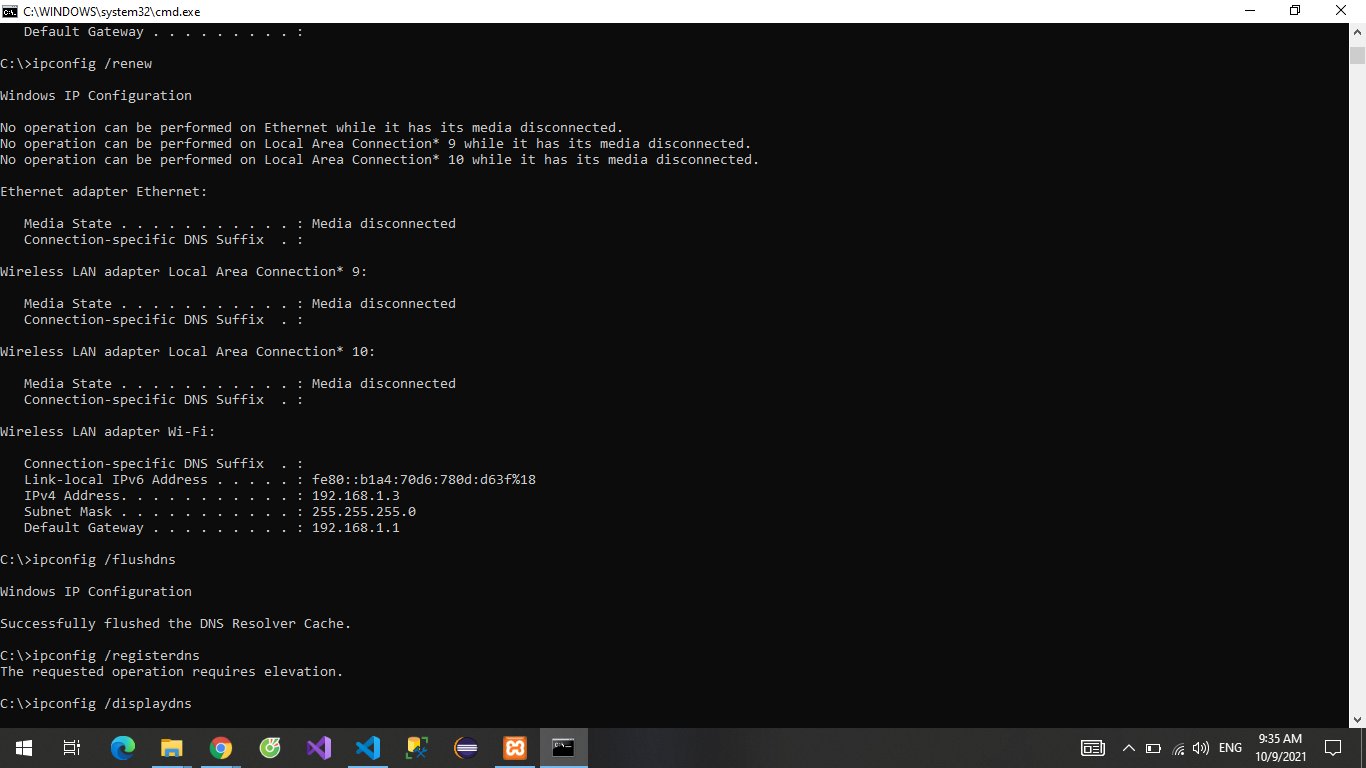 C:\WINDOWS\system32\cmd.exe
   Default Gateway . . . . . . . . . :
C:\>ipconfig /renew
Windows IP Configuration
No operation can be performed on Ethernet while it has its media disconnected.
No operation can be performed on Local Area Connection* 9 while it has its media disconnected.
No operation can be performed on Local Area Connection* 10 while it has its media disconnected.
Ethernet adapter Ethernet:
   Media State . . . . . . . . . . . : Media disconnected
   Connection-specific DNS Suffix  . :
Wireless LAN adapter Local Area Connection* 9:
   Media State . . . . . . . . . . . : Media disconnected
   Connection-specific DNS Suffix  . :
Wireless LAN adapter Local Area Connection* 10:
   Media State . . . . . . . . . . . : Media disconnected
   Connection-specific DNS Suffix  . :
Wireless LAN adapter Wi-Fi:
   Connection-specific DNS Suffix  . :
   Link-local IPv6 Address . . . . . : fe80::b1a4:70d6:780d:d63f%18
   IPv4 Address. . . . . . . . . . . : 192.168.1.3
   Subnet Mask . . . . . . . . . . . : 255.255.255.0
   Default Gateway . . . . . . . . . : 192.168.1.1
C:\>ipconfig /flushdns
Windows IP Configuration
Successfully flushed the DNS Resolver Cache.
C:\>ipconfig /registerdns
The requested operation requires elevation.
C:\>ipconfig /displaydns
ENG
9:35 AM
10/9/2021